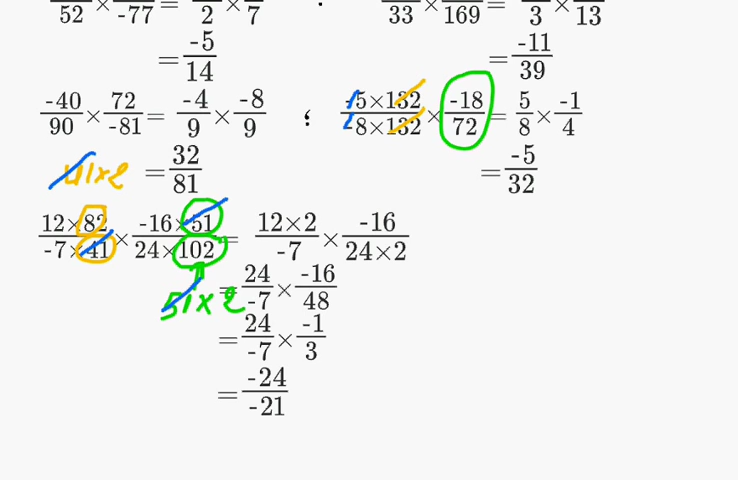 52 × -77 = 2 × 7
33 × 169 = 3 × 13
= -5/14
= -11/39
-40/90 × 72/-81 = -4/9 × -8/9 ؛ -5×132/-8×132 × -18/72 = 5/8 × -1/4
41×2 = 32/81
= -5/32
12×82/-7×41 × -16×51/24×102 = 12×2/-7 × -16/24×2
51×2 = 24/-7 × -16/48
= 24/-7 × -1/3
= -24/-21